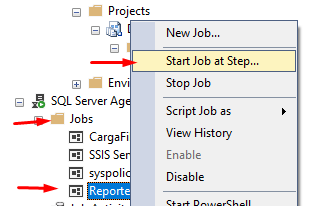 Projects
Envi
SQL Server Age
Jobs
CargaFi
SSIS Ser
syspolic
Reporte
New Job...
Start Job at Step...
Stop Job
Script Job as
View History
Enable
Disable
Start PowerShell